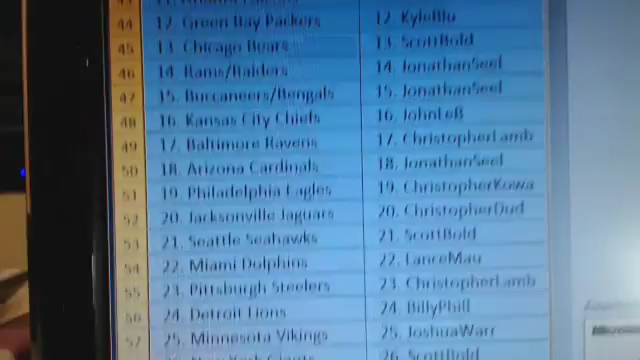 44 12. Green Bay Packers 12. KyleBlu
45 13. Chicago Bears 13. ScottBold
46 14. Rams/Raiders 14. JonathanSeel
47 15. Buccaneers/Bengals 15. JonathanSeel
48 16. Kansas City Chiefs 16. JohnLeB
49 17. Baltimore Ravens 17. ChristopherLamb
50 18. Arizona Cardinals 18. JonathanSeel
51 19. Philadelphia Eagles 19. ChristopherKowa
52 20. Jacksonville Jaguars 20. ChristopherDud
53 21. Seattle Seahawks 21. ScottBold
54 22. Miami Dolphins 22. LanceMau
55 23. Pittsburgh Steelers 23. ChristopherLamb
56 24. Detroit Lions 24. BillyPhil
57 25. Minnesota Vikings 25. JoshuaWarr
26. ScottBold